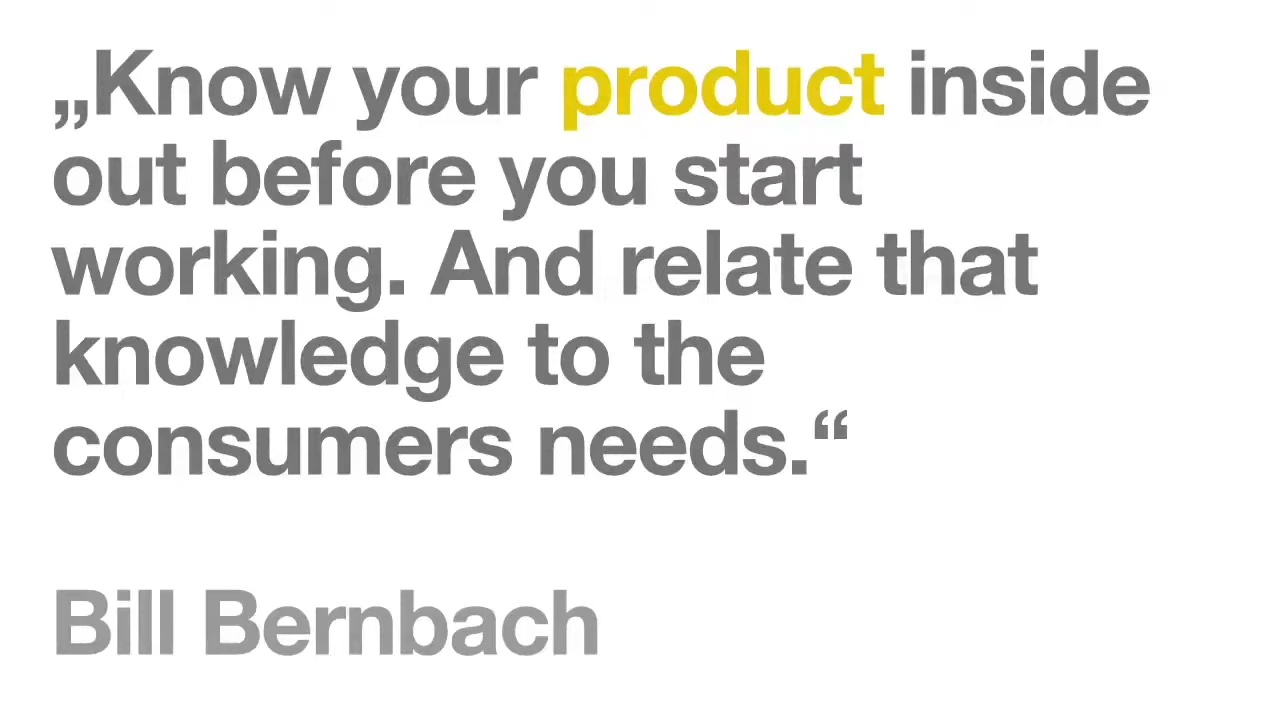 „Know your product inside
out before you start
working. And relate that
knowledge to the
consumers needs.“
Bill Bernbach